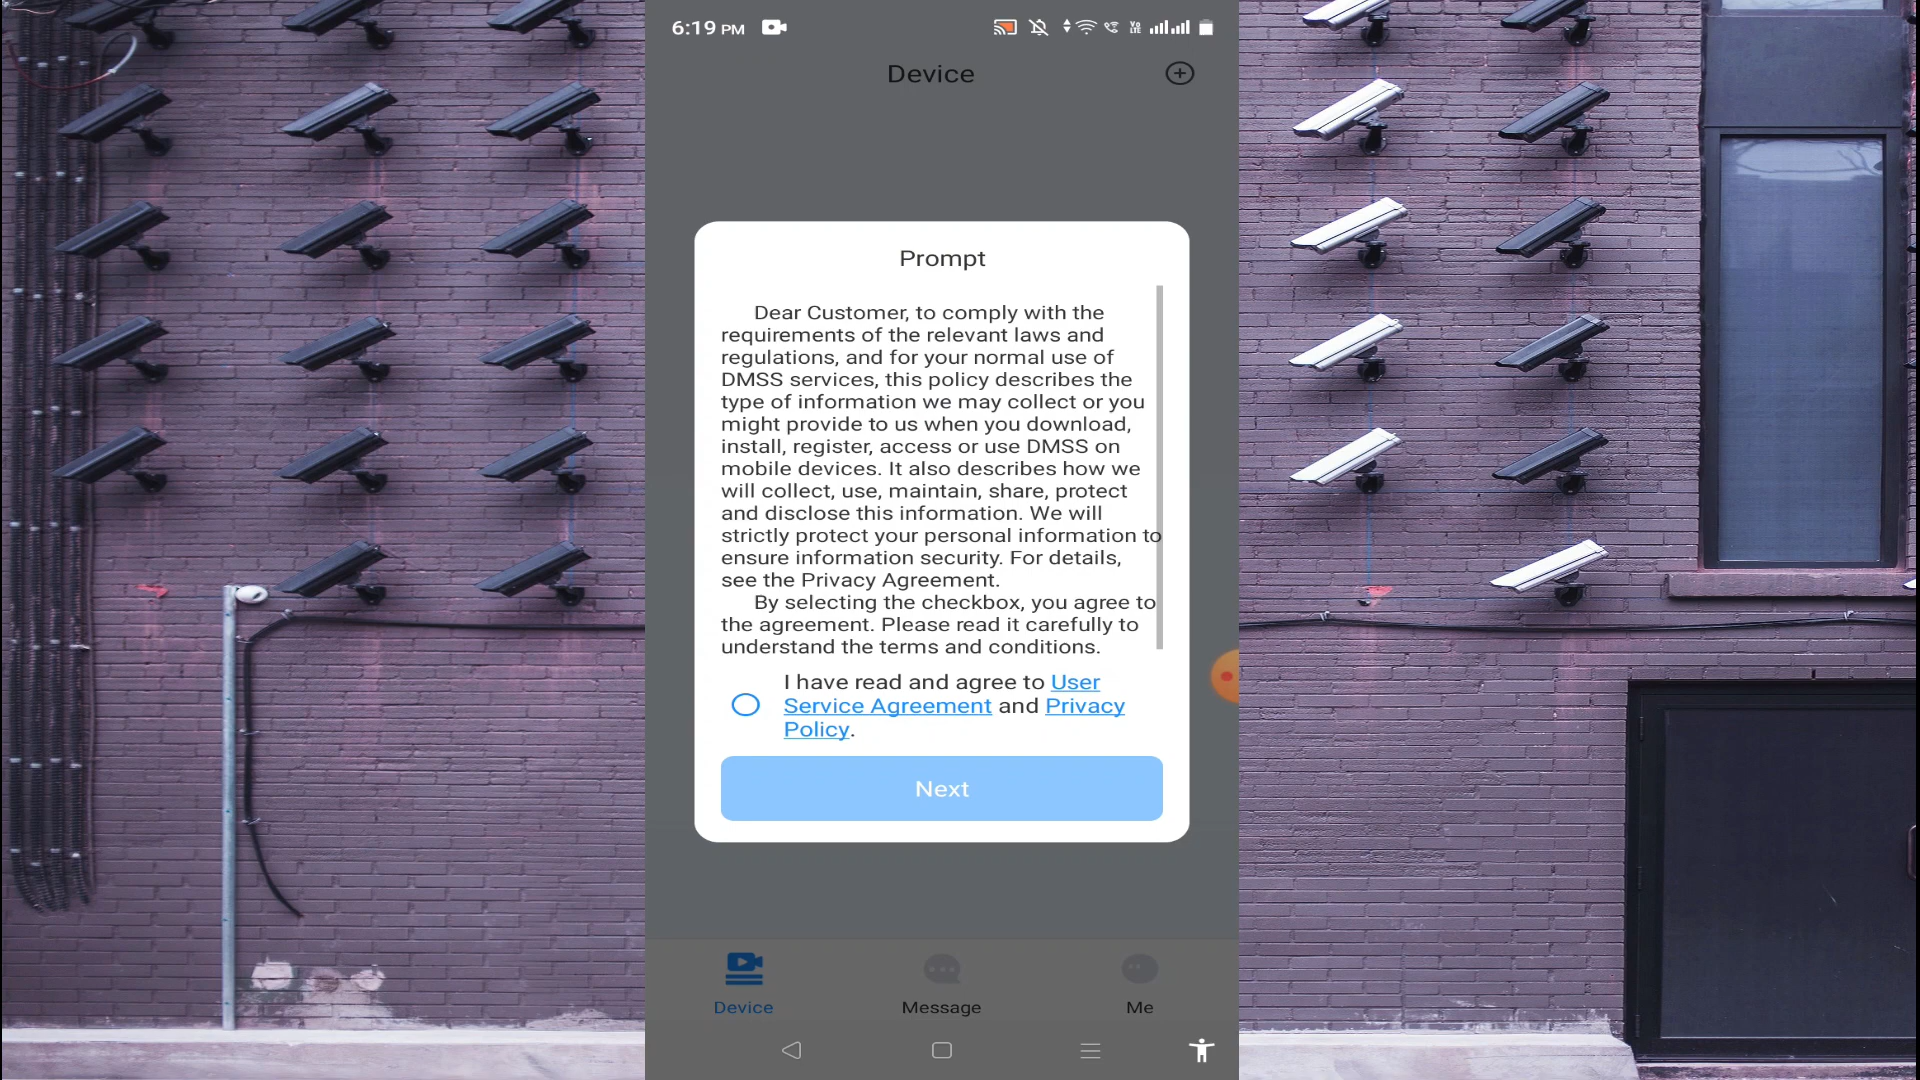 6:19 PM
VO
LTE
Device
Prompt
Dear Customer, to comply with the
requirements of the relevant laws and
regulations, and for your normal use of
DMSS services, this policy describes the
type of information we may collect or you
might provide to us when you download,
install, register, access or use DMSS on
mobile devices. It also describes how we
will collect, use, maintain, share, protect
and disclose this information. We will
strictly protect your personal information to
ensure information security. For details,
see the Privacy Agreement.
By selecting the checkbox, you agree to
the agreement. Please read it carefully to
understand the terms and conditions.
I have read and agree to User
Service Agreement and Privacy
Policy.
Next
Device
Message
Me